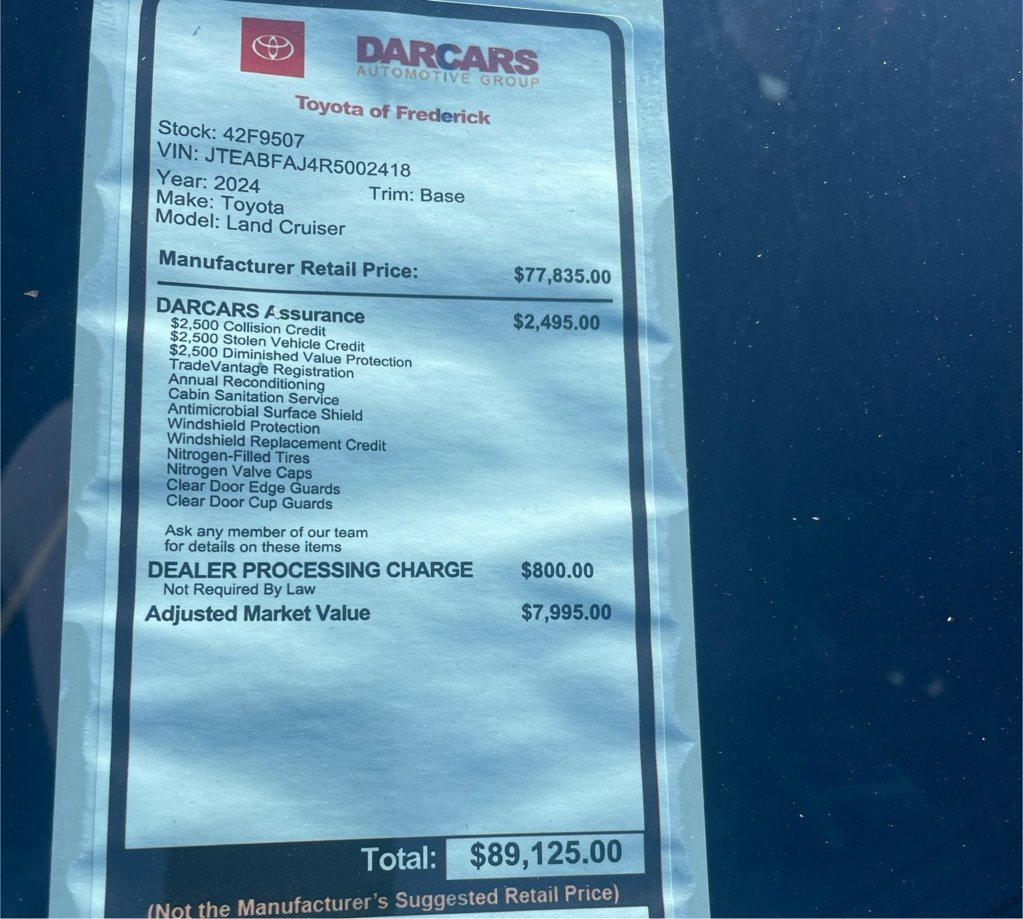 DARCARS
AUTOMOTIVE GROUP
Toyota of Frederick
Stock: 42F9507
VIN: JTEABFAJ4R5002418
Year: 2024 Trim: Base
Make: Toyota
Model: Land Cruiser
Manufacturer Retail Price: $77,835.00
DARCARS Assurance $2,495.00
$2,500 Collision Credit
$2,500 Stolen Vehicle Credit
$2,500 Diminished Value Protection
TradeVantage Registration
Annual Reconditioning
Cabin Sanitation Service
Antimicrobial Surface Shield
Windshield Protection
Windshield Replacement Credit
Nitrogen-Filled Tires
Nitrogen Valve Caps
Clear Door Edge Guards
Clear Door Cup Guards
Ask any member of our team
for details on these items
DEALER PROCESSING CHARGE $800.00
Not Required By Law
Adjusted Market Value $7,995.00
Total: $89,125.00
(Not the Manufacturer's Suggested Retail Price)